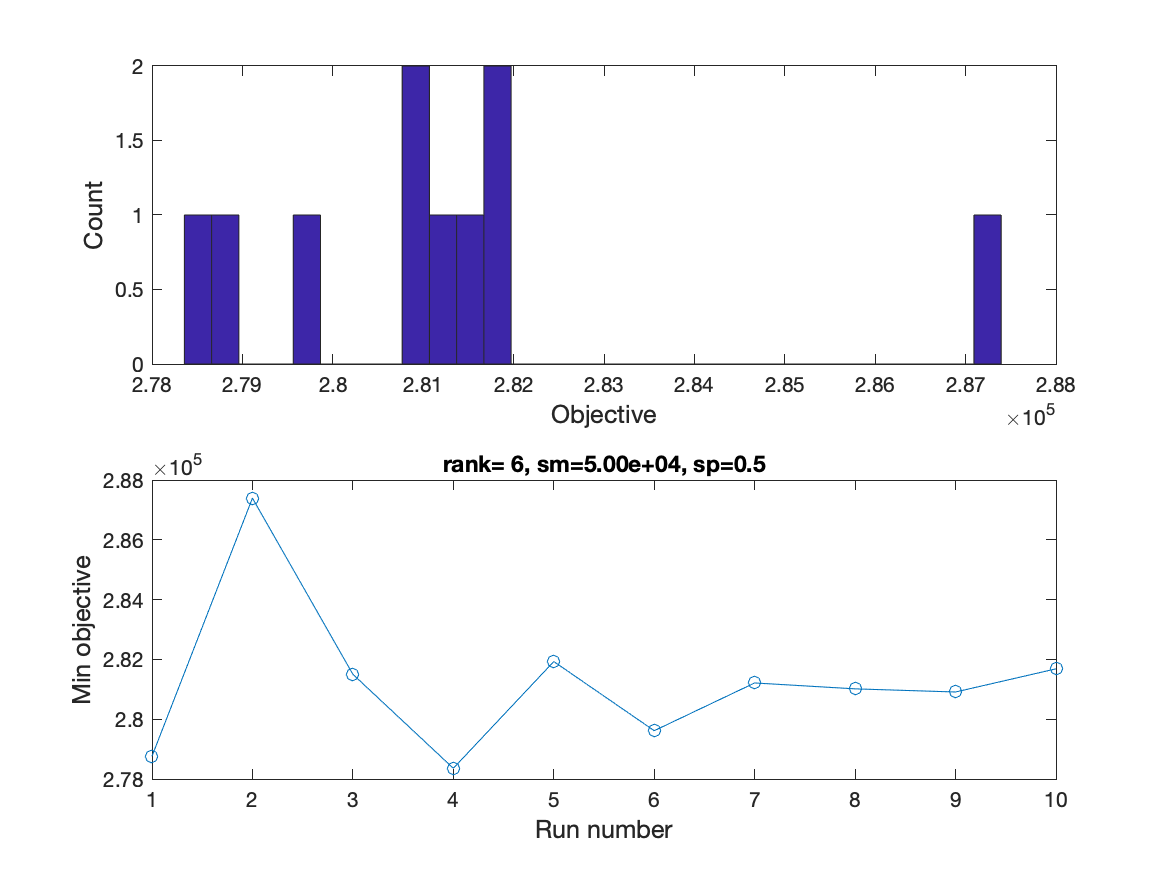 2
1.5
1
0.5
0
Count
2.78 2.79 2.8 2.81 2.82 2.83 2.84 2.85 2.86 2.87 2.88
Objective
×10^5
×10^5
rank= 6, sm=5.00e+04, sp=0.5
2.88
2.86
2.84
2.82
2.8
2.78
Min objective
1 2 3 4 5 6 7 8 9 10
Run number